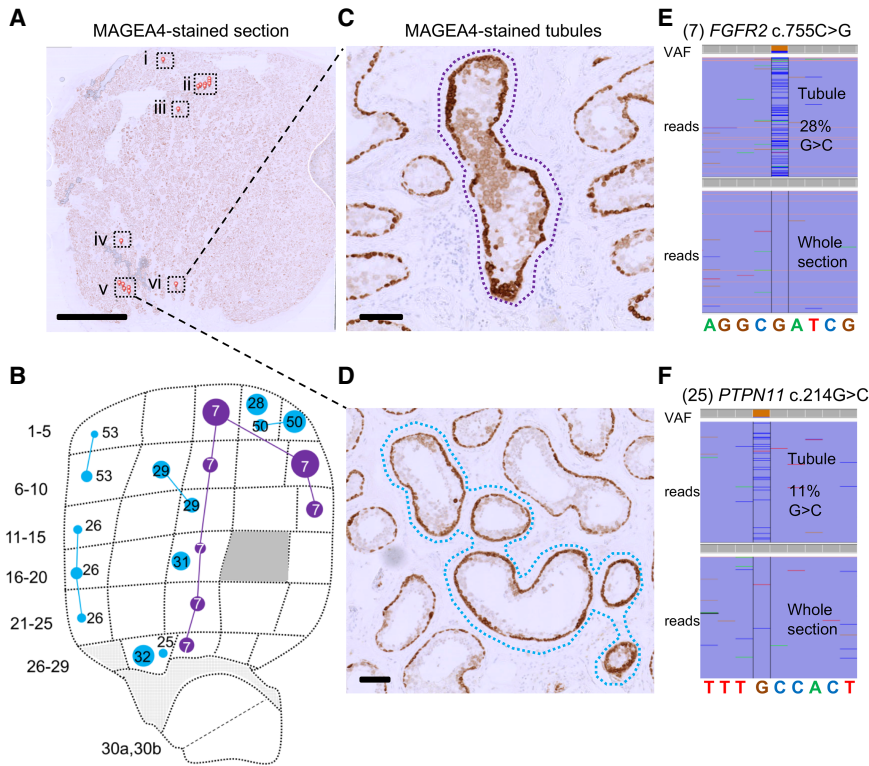 A
MAGEA4-stained section
i
ii
iii
iv
v
vi
B
1-5
6-10
11-15
16-20
21-25
26-29
30a,30b
53
53
7
28
50
50
29
7
7
29
7
26
7
31
26
7
26
25
32
7
C
MAGEA4-stained tubules
D
E
(7) FGFR2 c.755C>G
VAF
Tubule
reads
28%
G>C
reads
Whole
section
AGGCGATCG
F
(25) PTPN11 c.214G>C
VAF
Tubule
reads
11%
G>C
reads
Whole
section
TTTGCCACT